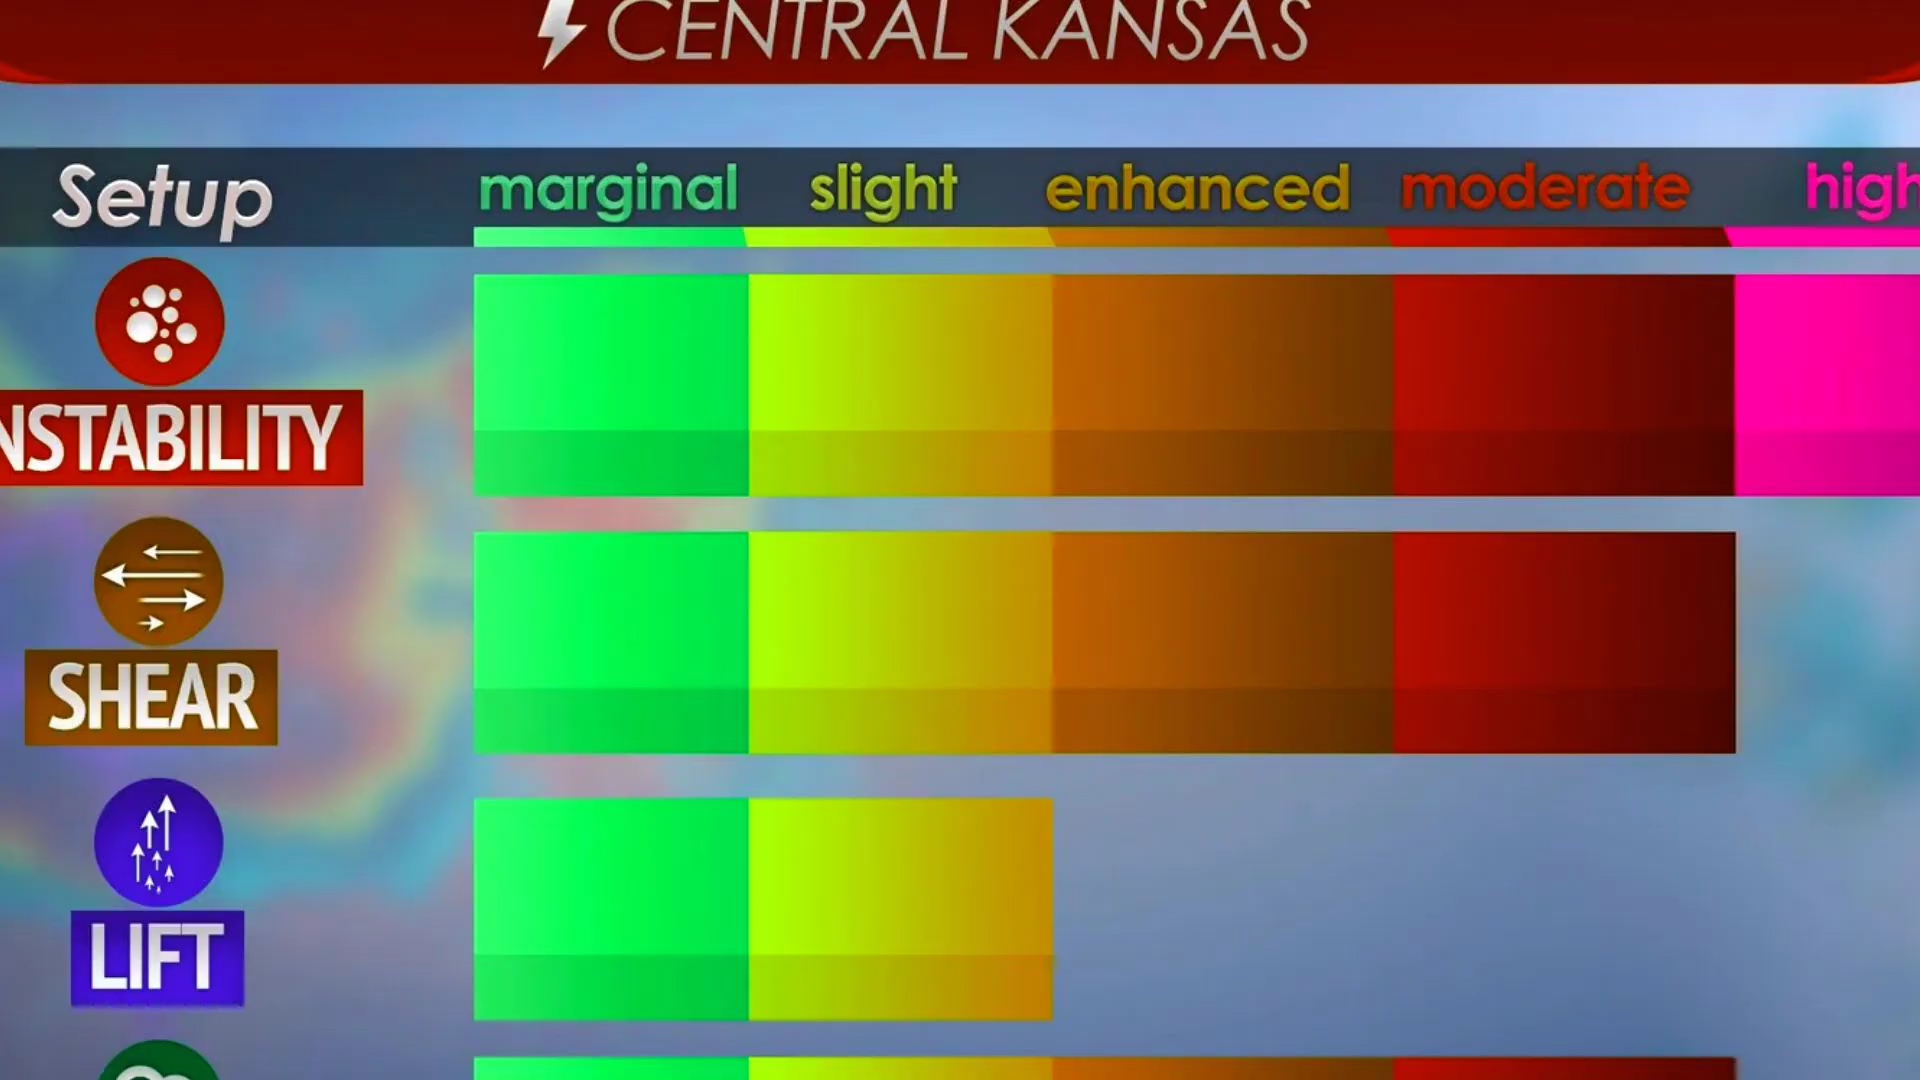 CENTRAL KANSAS
Setup marginal slight enhanced moderate high
NSTABILITY
SHEAR
LIFT